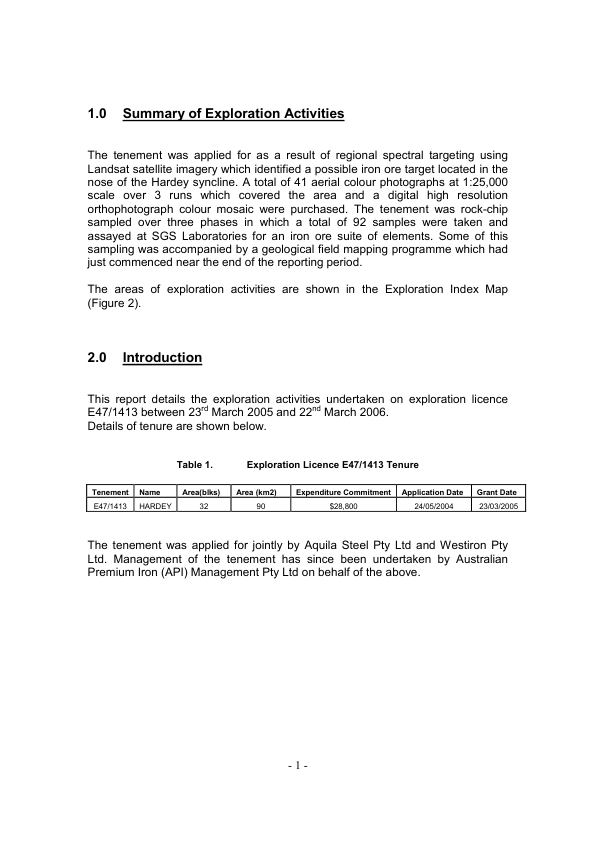 1.0 Summary of Exploration Activities
The tenement was applied for as a result of regional spectral targeting using
Landsat satellite imagery which identified a possible iron ore target located in the
nose of the Hardey syncline. A total of 41 aerial colour photographs at 1:25,000
scale over 3 runs which covered the area and a digital high resolution
orthophotograph colour mosaic were purchased. The tenement was rock-chip
sampled over three phases in which a total of 92 samples were taken and
assayed at SGS Laboratories for an iron ore suite of elements. Some of this
sampling was accompanied by a geological field mapping programme which had
just commenced near the end of the reporting period.
The areas of exploration activities are shown in the Exploration Index Map
(Figure 2).
2.0 Introduction
This report details the exploration activities undertaken on exploration licence
E47/1413 between 23rd March 2005 and 22nd March 2006.
Details of tenure are shown below.
Table 1. Exploration Licence E47/1413 Tenure
Tenement Name Area(blks) Area (km2) Expenditure Commitment Application Date Grant Date
E47/1413 HARDEY 32 90 $28,800 24/05/2004 23/03/2005
The tenement was applied for jointly by Aquila Steel Pty Ltd and Westiron Pty
Ltd. Management of the tenement has since been undertaken by Australian
Premium Iron (API) Management Pty Ltd on behalf of the above.
- 1 -